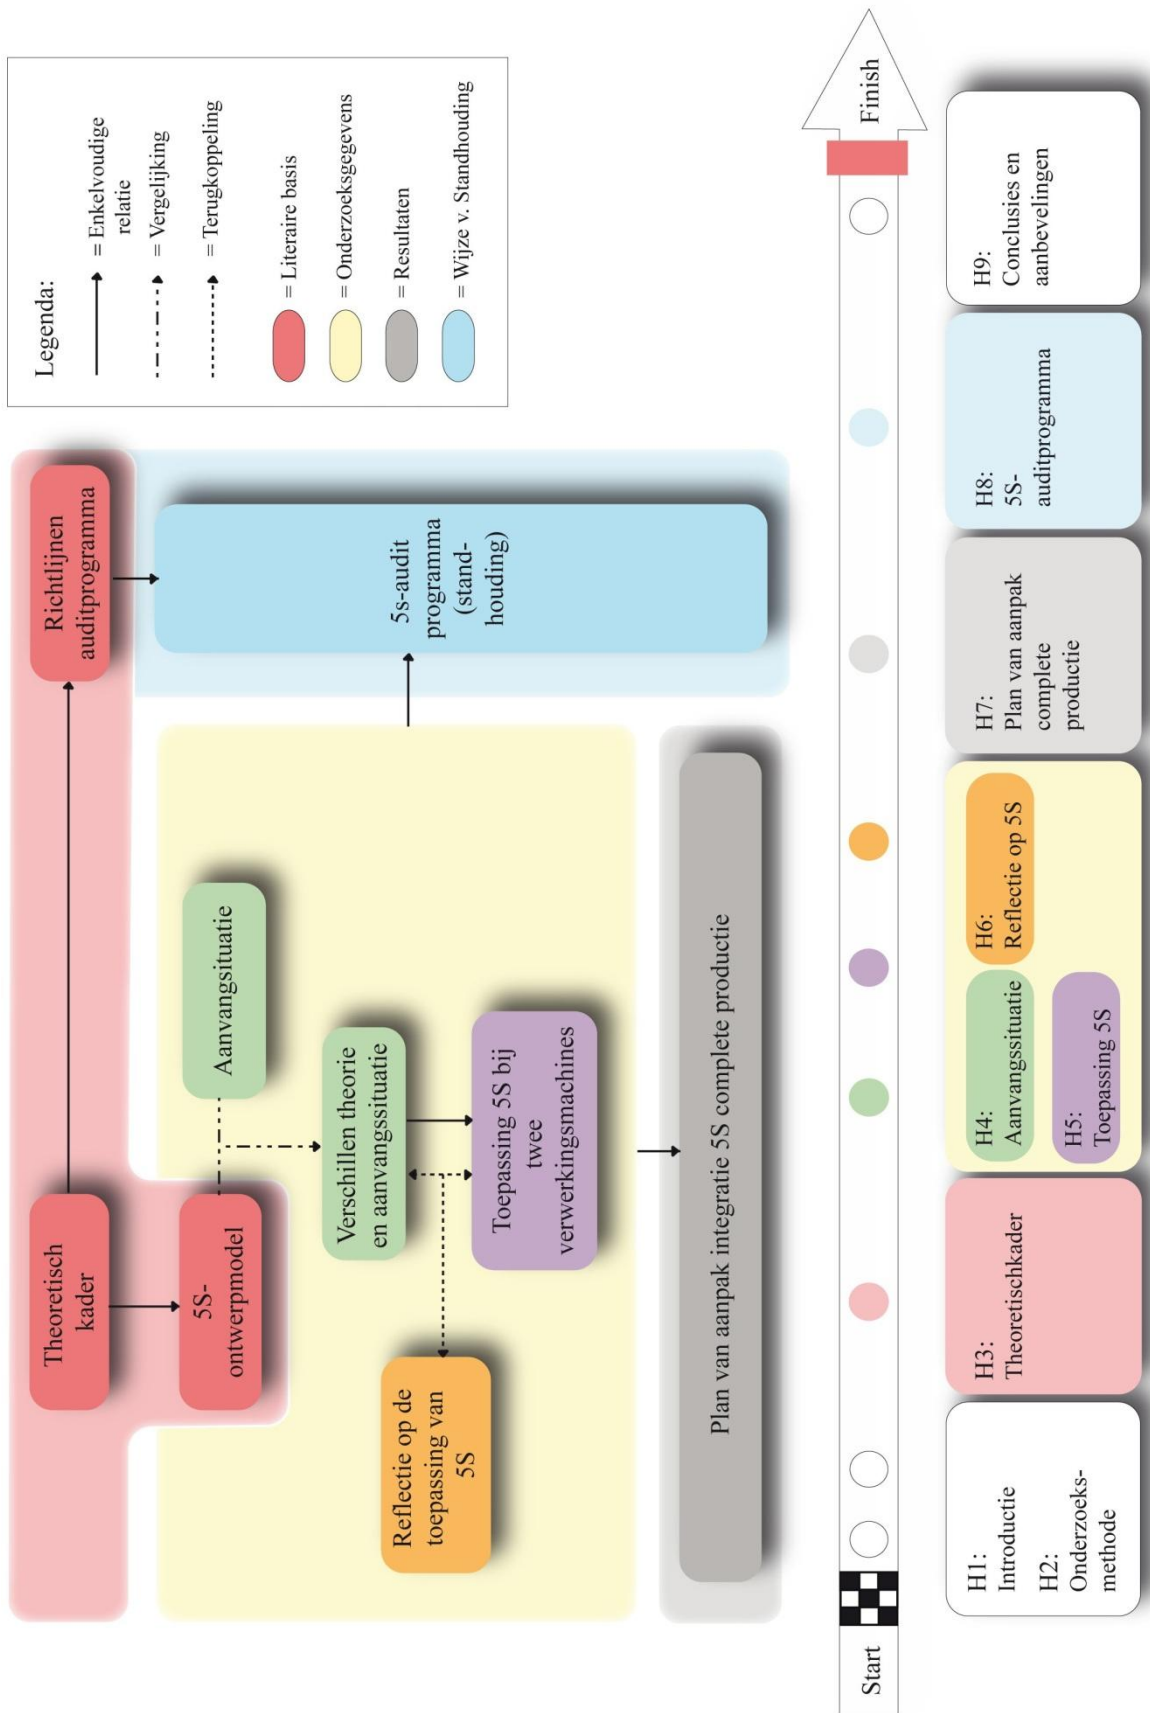 Theoretisch
kader
Richtlijnen
auditprogramma
5S-
ontwerpmodel
Aanvangsituatie
Verschillen theorie
en aanvangssituatie
Reflectie op de
toepassing van
5S
Toepassing 5S bij
twee
verwerkingsmachines
5s-audit
programma
(stand-
houding)
Plan van aanpak integratie 5S complete productie
Legenda:
= Enkelvoudige
relatie
= Vergelijking
= Terugkoppeling
= Literaire basis
= Onderzoeksgegevens
= Resultaten
= Wijze v. Standhouding
Start
Finish
H1:
Introductie
H2:
Onderzoeks-
methode
H3:
Theoretischkader
H4:
Aanvangssituatie
H5:
Toepassing 5S
H6:
Reflectie op 5S
H7:
Plan van aanpak
complete
productie
H8:
5S-
auditprogramma
H9:
Conclusies en
aanbevelingen